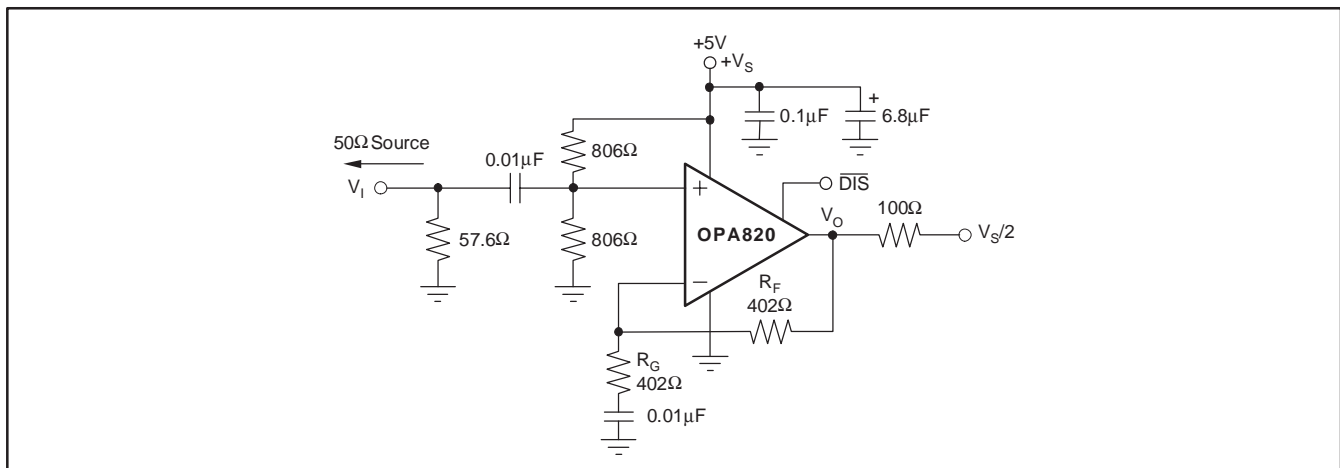 +5V
+V_S
0.1μF
6.8μF
+
50Ω Source
0.01μF
806Ω
V_I
57.6Ω
806Ω
+
OPA820
−
D̅I̅S̅
V_O
100Ω
V_S/2
R_F
402Ω
R_G
402Ω
0.01μF